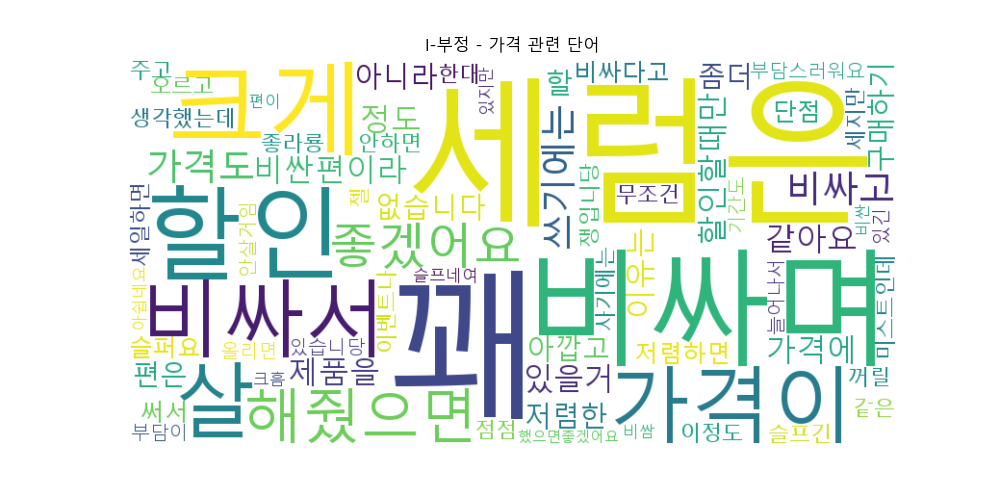 I-부정 - 가격 관련 단어
주고
오르고
생각했는데
편이
크게
좋라룡
아니라
한대
있지만
정도
안하면
가격도
비싼편이라
세럼은
할
비싸다고
좀더
부담스러워요
단점
세지만
구매하기
할인할때만
쓰기에는
무조건
비싸고
쟁입니당
기간도
비싼
있긴
세일하면
할인
안살거임
젤
없습니다
좋겠어요
슬프네여
이유는
사기에는
같아요
늘어나서
미스트인데
아쉽네요
비싸서
이벤트나
꽤
비싸면
슬퍼요
올리면
있습니당
아깝고
저렴하면
가격에
편은
살
크흠
제품을
있을거
가격이
꺼릴
써서
해줬으면
저렴한
같은
부담이
점점
했으면좋겠어요
비쌈
이정도
슬프긴